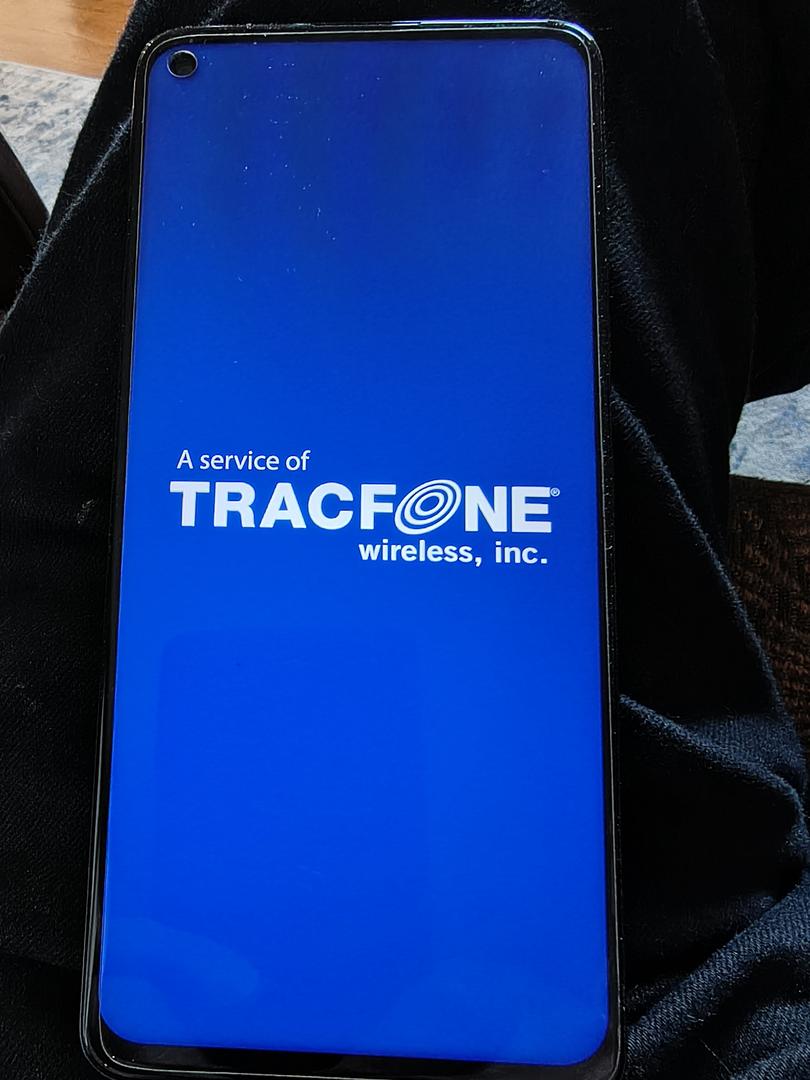 A service of
TRACFONE®
wireless, inc.